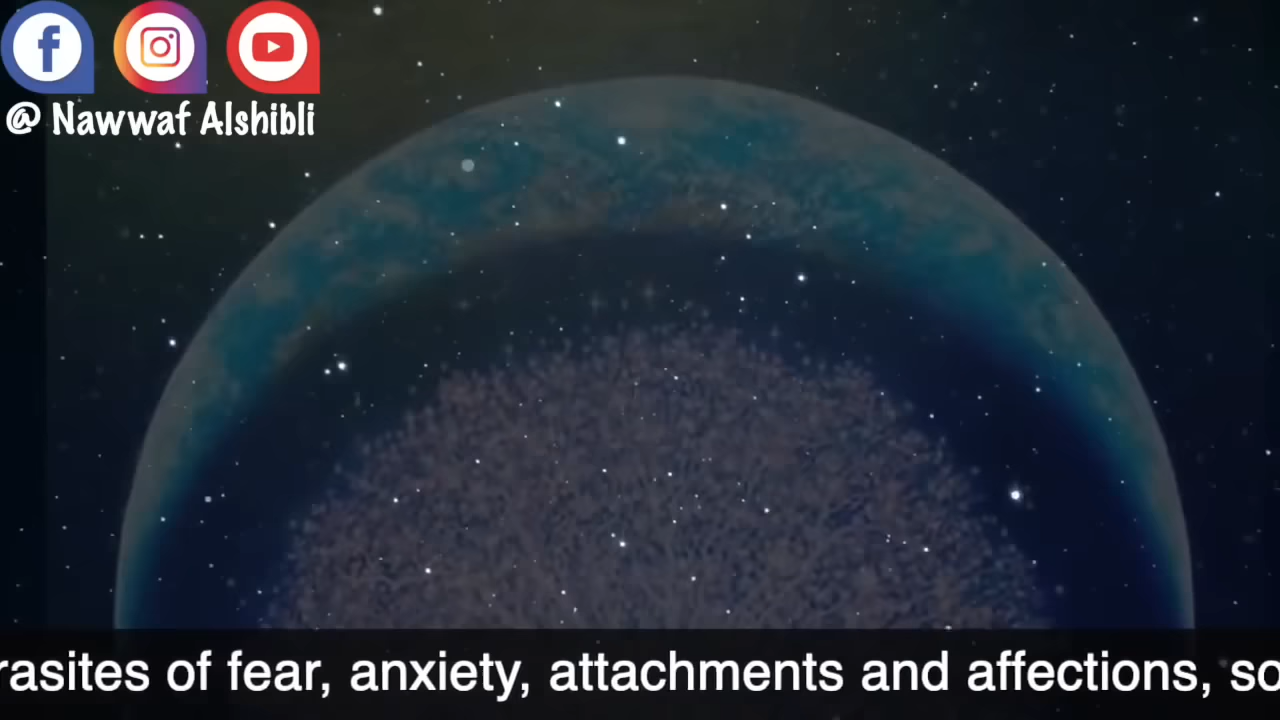 @ Nawwaf Alshibli
rasites of fear, anxiety, attachments and affections, so